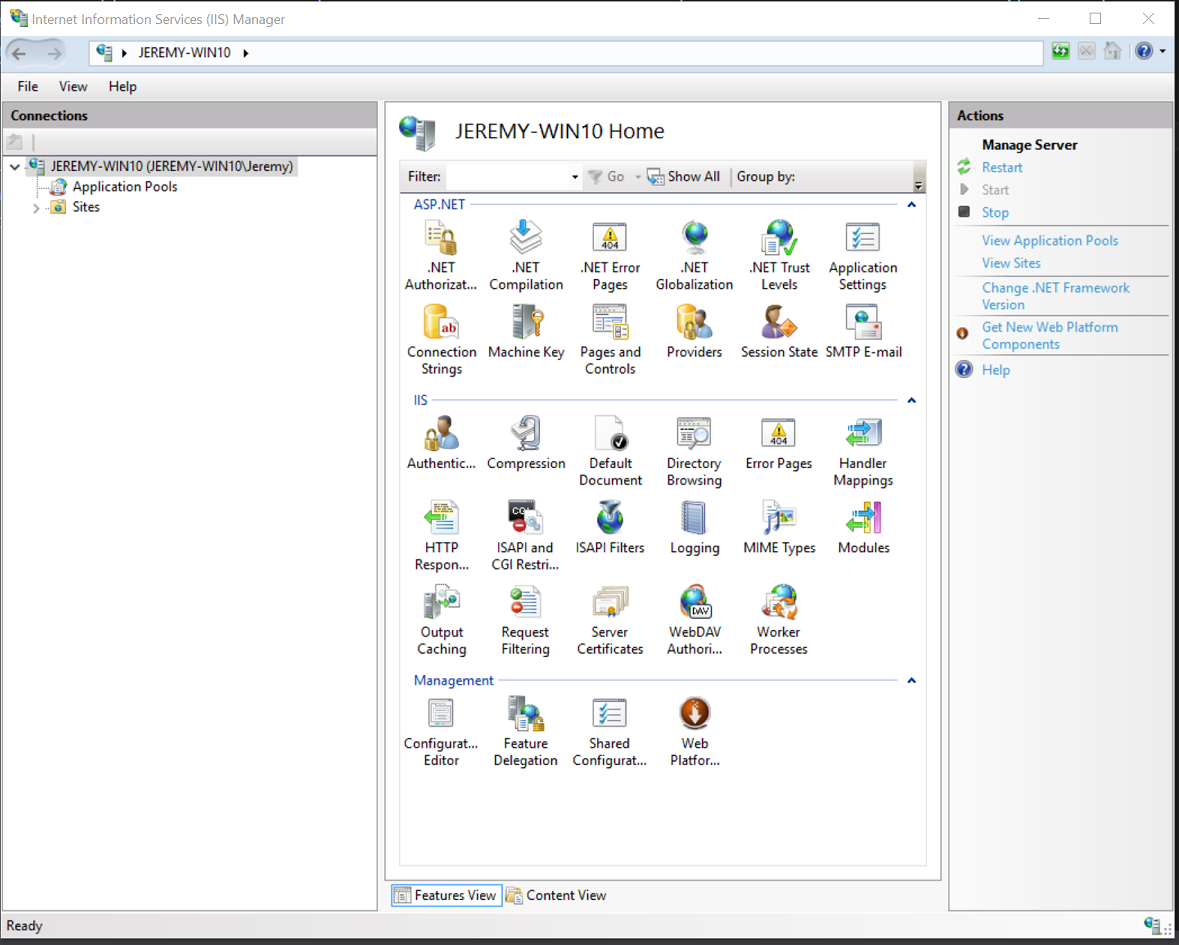 Internet Information Services (IIS) Manager
JEREMY-WIN10
File View Help
Connections
JEREMY-WIN10 (JEREMY-WIN10\Jeremy)
Application Pools
Sites
JEREMY-WIN10 Home
Filter: Go Show All Group by:
ASP.NET
.NET Authorizat...
.NET Compilation
.NET Error Pages
404
.NET Globalization
.NET Trust Levels
Application Settings
Connection Strings
ab
Machine Key
Pages and Controls
Providers
Session State
SMTP E-mail
IIS
Authentic...
Compression
Default Document
Directory Browsing
Error Pages
404
Handler Mappings
HTTP Respon...
ISAPI and CGI Restri...
CGI
ISAPI Filters
Logging
MIME Types
Modules
Output Caching
Request Filtering
Server Certificates
WebDAV Authori...
DAV
Worker Processes
Management
Configurat... Editor
Feature Delegation
Shared Configurat...
Web Platfor...
Features View Content View
Actions
Manage Server
Restart
Start
Stop
View Application Pools
View Sites
Change .NET Framework
Version
Get New Web Platform
Components
Help
Ready